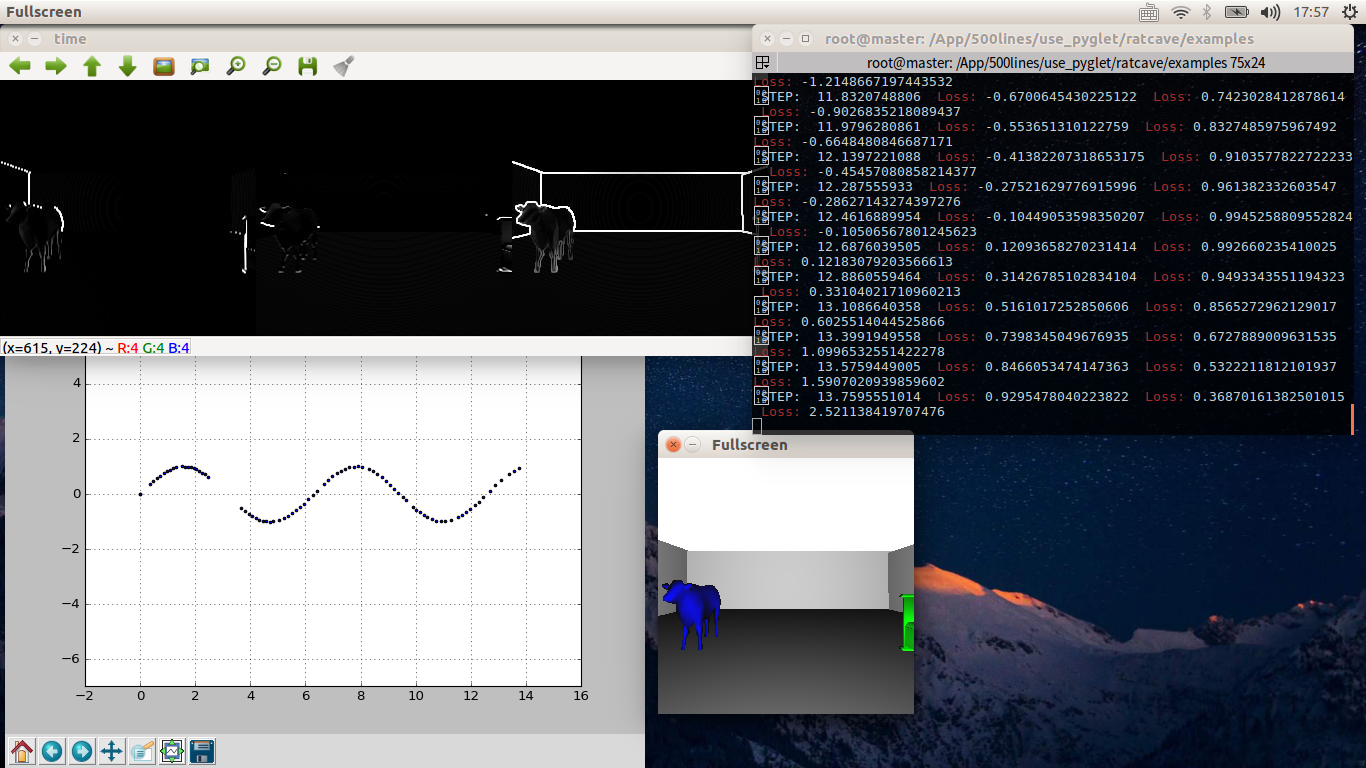 Fullscreen
17:57
time
(x=615, y=224) ~ R:4 G:4 B:4
root@master: /App/500lines/use_pyglet/ratcave/examples
root@master: /App/500lines/use_pyglet/ratcave/examples 75x24
Loss: -1.2148667197443532
STEP: 11.8320748806 Loss: -0.6700645430225122 Loss: 0.7423028412878614
Loss: -0.9026835218089437
STEP: 11.9796280861 Loss: -0.553651310122759 Loss: 0.8327485975967492
Loss: -0.6648480846687171
STEP: 12.1397221088 Loss: -0.41382207318653175 Loss: 0.9103577822722233
Loss: -0.45457080858214377
STEP: 12.287555933 Loss: -0.27521629776915996 Loss: 0.961382332603547
Loss: -0.28627143274397276
STEP: 12.4616889954 Loss: -0.10449053598350207 Loss: 0.9945258809552824
Loss: -0.10506567801245623
STEP: 12.6876039505 Loss: 0.12093658270231414 Loss: 0.992660235410025
Loss: 0.12183079203566613
STEP: 12.8860559464 Loss: 0.31426785102834104 Loss: 0.9493343551194323
Loss: 0.33104021710960213
STEP: 13.1086640358 Loss: 0.5161017252850606 Loss: 0.8565272962129017
Loss: 0.6025514044525866
STEP: 13.3991949558 Loss: 0.7398345049676935 Loss: 0.6727889009631535
Loss: 1.0996532551422278
STEP: 13.5759449005 Loss: 0.8466053474147363 Loss: 0.5322211812101937
Loss: 1.5907020939859602
STEP: 13.7595551014 Loss: 0.9295478040223822 Loss: 0.36870161382501015
Loss: 2.521138419707476
4
2
0
−2
−4
−6
−2 0 2 4 6 8 10 12 14 16
Fullscreen